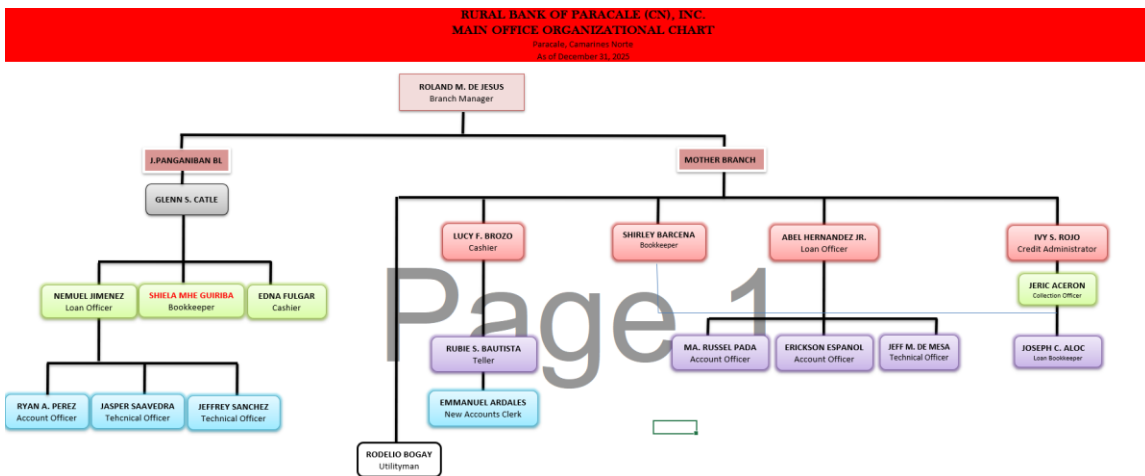 RURAL BANK OF PARACALE (CN), INC.
MAIN OFFICE ORGANIZATIONAL CHART
Paracale, Camarines Norte
As of December 31, 2025
ROLAND M. DE JESUS
Branch Manager
J.PANGANIBAN BL
MOTHER BRANCH
GLENN S. CATLE
LUCY F. BROZO
Cashier
SHIRLEY BARCENA
Bookkeeper
ABEL HERNANDEZ JR.
Loan Officer
IVY S. ROJO
Credit Administrator
NEMUEL JIMENEZ
Loan Officer
SHIELA MHE GUIRIBA
Bookkeeper
EDNA FULGAR
Cashier
JERIC ACERON
Collection Officer
Page 1
RUBIE S. BAUTISTA
Teller
MA. RUSSEL PADA
Account Officer
ERICKSON ESPANOL
Account Officer
JEFF M. DE MESA
Technical Officer
JOSEPH C. ALOC
Loan Bookkeeper
RYAN A. PEREZ
Account Officer
JASPER SAAVEDRA
Tehcnical Officer
JEFFREY SANCHEZ
Technical Officer
EMMANUEL ARDALES
New Accounts Clerk
RODELIO BOGAY
Utilityman